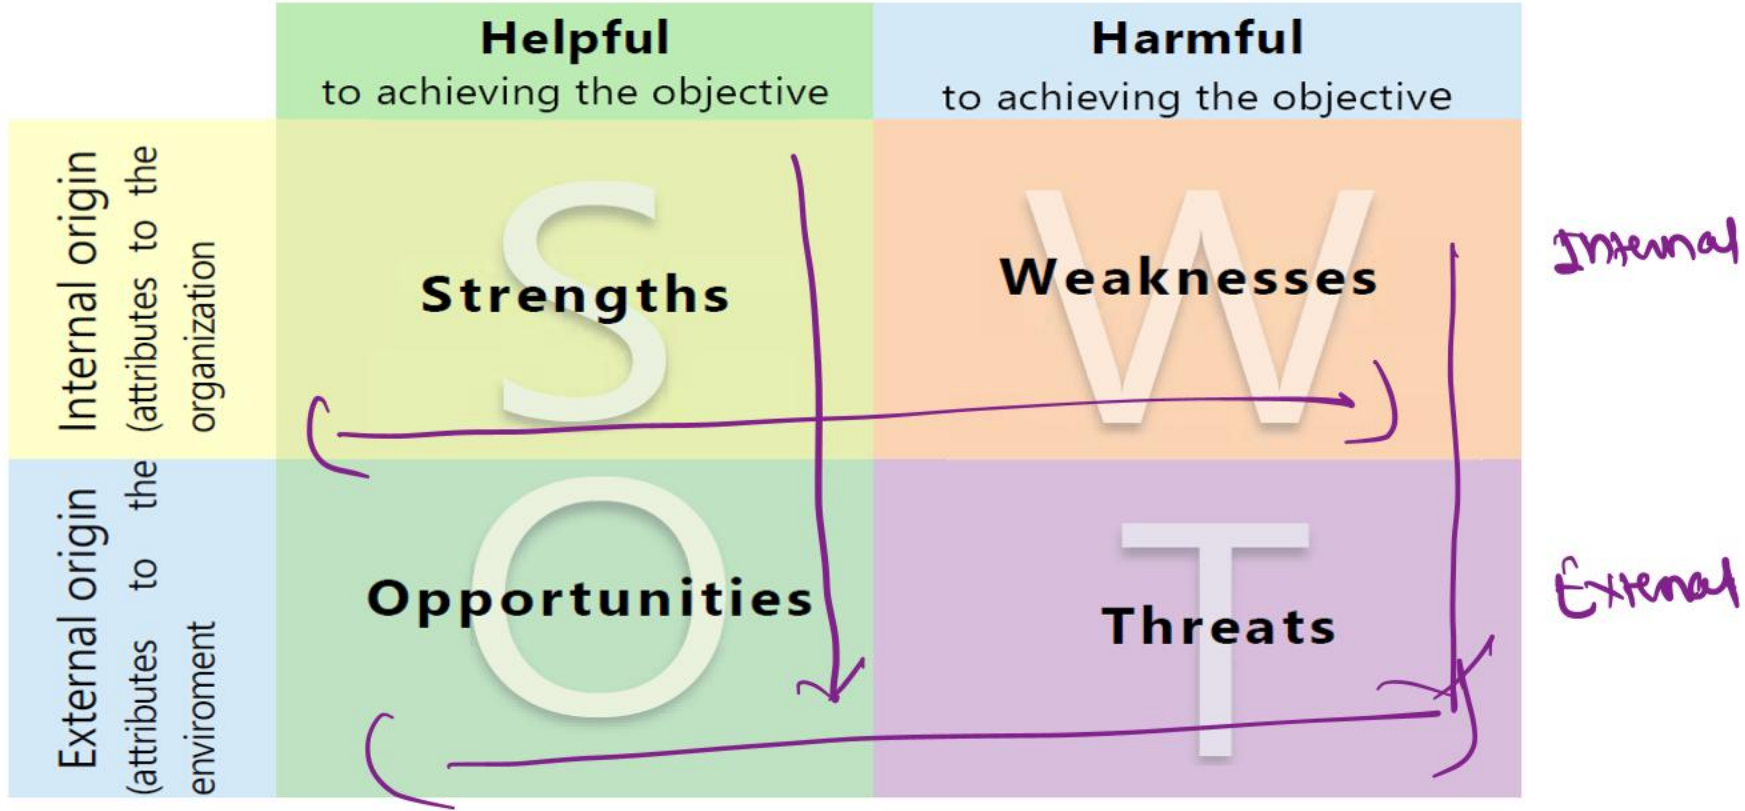 Helpful
to achieving the objective
Harmful
to achieving the objective
Internal origin
(attributes to the
organization
S
Strengths
W
Weaknesses
Internal
External origin
(attributes to the
enviroment
O
Opportunities
T
Threats
External